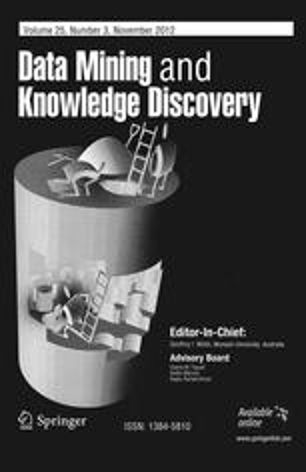 Volume 25, Number 3, November 2012
Data Mining and
Knowledge Discovery
Editor-In-Chief:
Geoffrey I. Webb, Monash University, Australia
Advisory Board
Springer
ISSN: 1384-5810
Available
online
www.springerlink.com